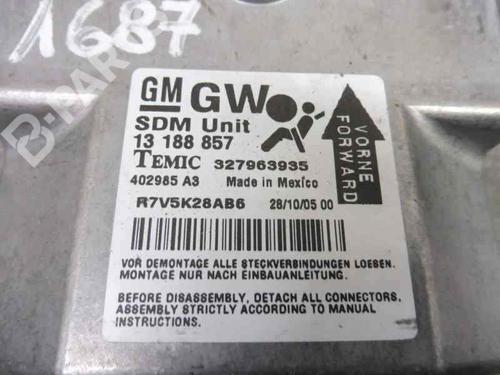 1687
B-PARTS
GM GW
SDM Unit
13 188 857
TEMIC 327963935
402985 A3 Made in Mexico
R7V5K28AB6 28/10/05 00
VORNE
FORWARD
VOR DEMONTAGE ALLE STECKVERBINDUNGEN LOESEN.
MONTAGE NUR NACH EINBAUANLEITUNG.
BEFORE DISASSEMBLY, DETACH ALL CONNECTORS,
ASSEMBLY STRICTLY ACCORDING TO MANUAL
INSTRUCTIONS.